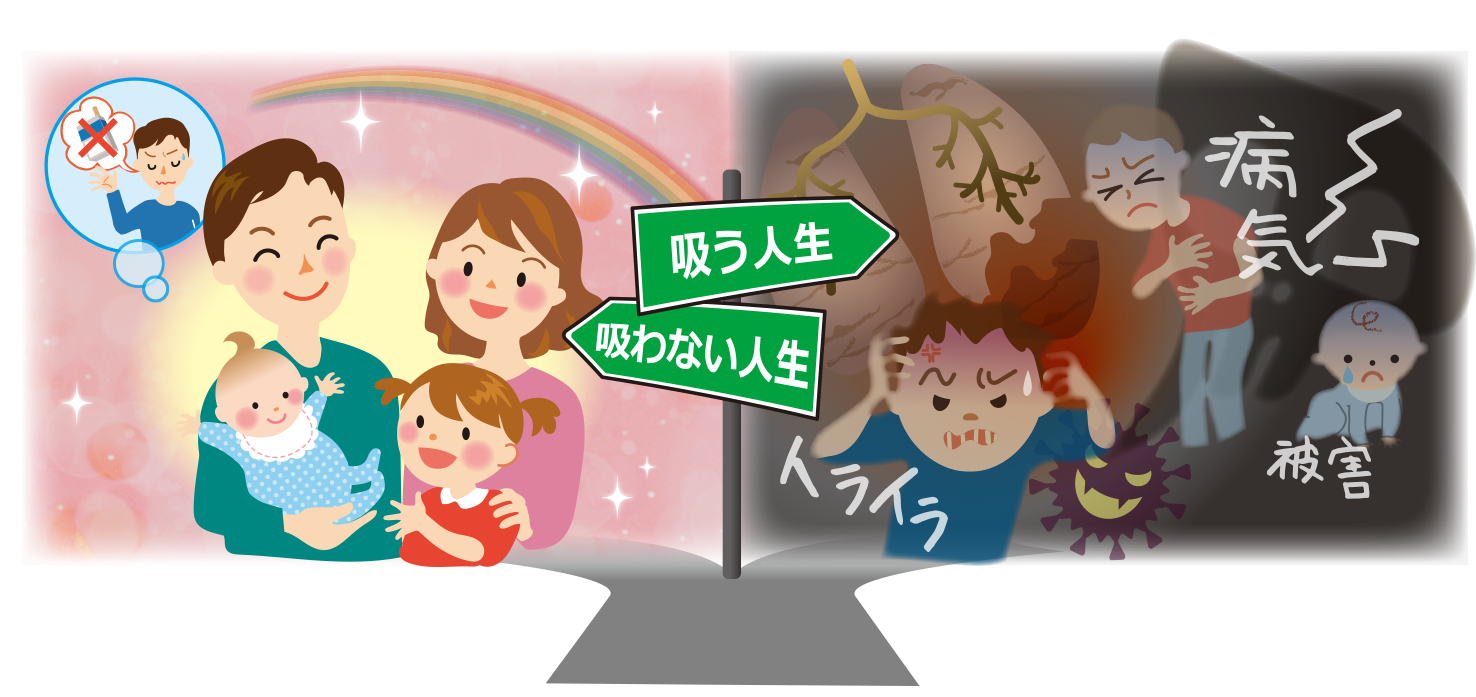 吸う人生
吸わない人生
病気
イライラ
被害